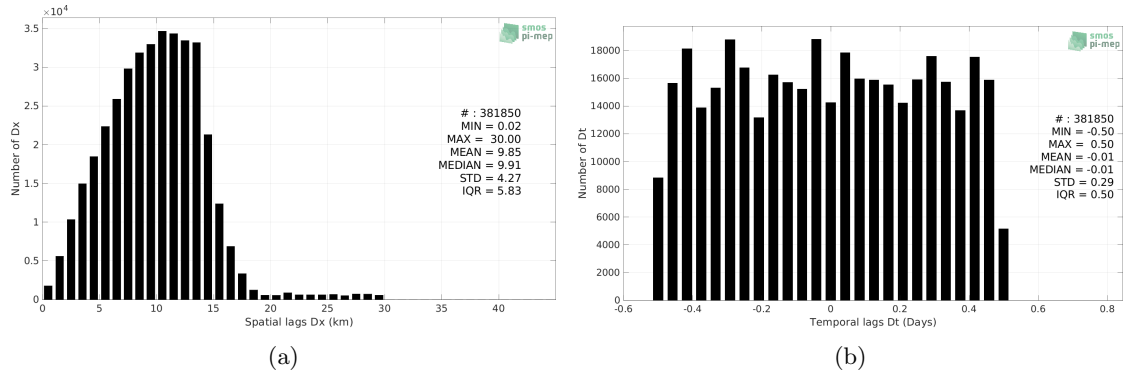 ×10⁴
3.5
3
2.5
2
1.5
1
0.5
0
Number of Dx
smos
pi-mep
# : 381850
MIN = 0.02
MAX = 30.00
MEAN = 9.85
MEDIAN = 9.91
STD = 4.27
IQR = 5.83
0 5 10 15 20 25 30 35 40
Spatial lags Dx (km)
(a)
18000
16000
14000
12000
10000
8000
6000
4000
2000
0
Number of Dt
smos
pi-mep
# : 381850
MIN = -0.50
MAX = 0.50
MEAN = -0.01
MEDIAN = -0.01
STD = 0.29
IQR = 0.50
-0.6 -0.4 -0.2 0 0.2 0.4 0.6 0.8
Temporal lags Dt (Days)
(b)